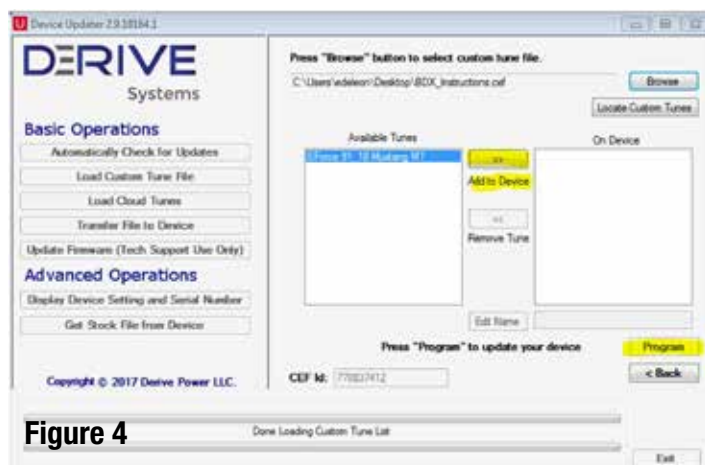 Device Updater 2.9.18184.1
DERIVE
Systems
Basic Operations
Automatically Check for Updates
Load Custom Tune File
Load Cloud Tunes
Transfer File to Device
Update Firmware (Tech Support Use Only)
Advanced Operations
Display Device Setting and Serial Number
Get Stock File from Device
Copyright © 2017 Derive Power LLC.
Press "Browse" button to select custom tune file.
C:\Users\edeleon\Desktop\BDX_Instructions.cef
Browse
Locate Custom Tunes
Available Tunes
On Device
Mustang
>>
Add to Device
<<
Remove Tune
Edit Name
Press "Program" to update your device
Program
CEF Id:
< Back
Done Loading Custom Tune List
Exit
Figure 4